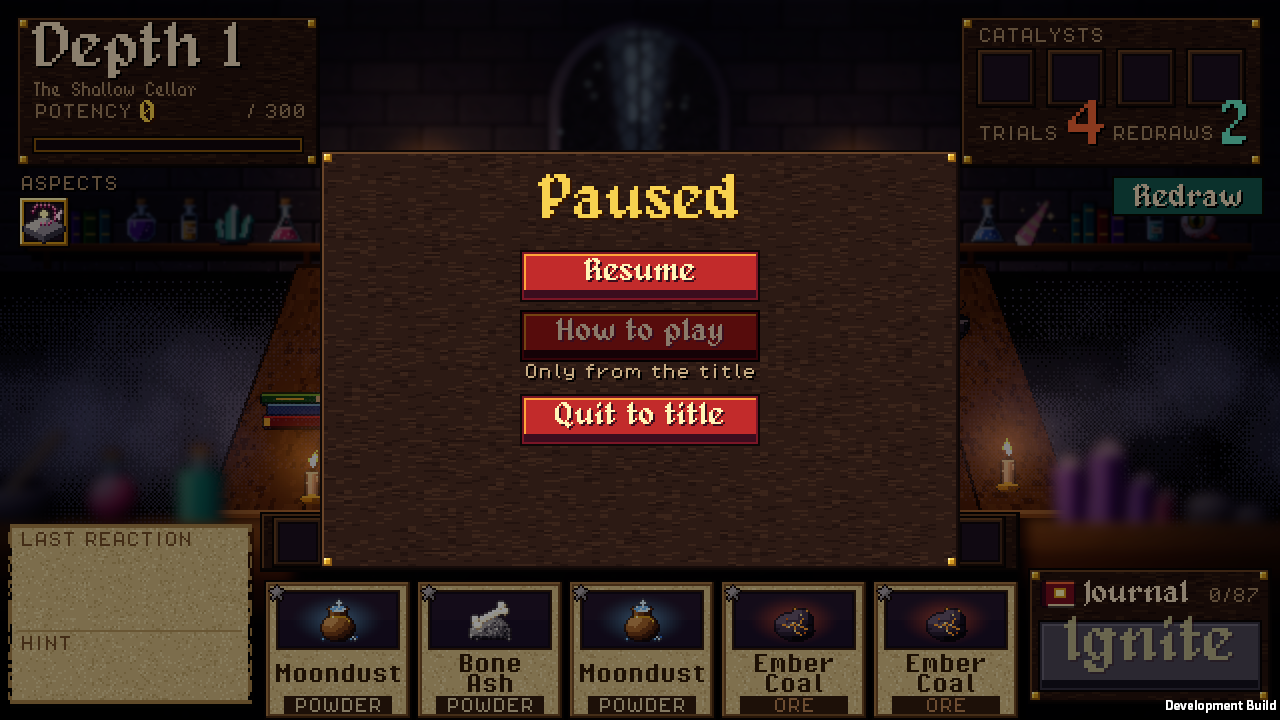 Depth 1
The Shallow Cellar
POTENCY 0 / 300
ASPECTS
CATALYSTS
TRIALS 4 REDRAWS 2
Redraw
Paused
Resume
How to play
Only from the title
Quit to title
LAST REACTION
HINT
Moondust
POWDER
Bone
Ash
POWDER
Moondust
POWDER
Ember
Coal
ORE
Ember
Coal
ORE
Journal 0/87
Ignite
Development Build